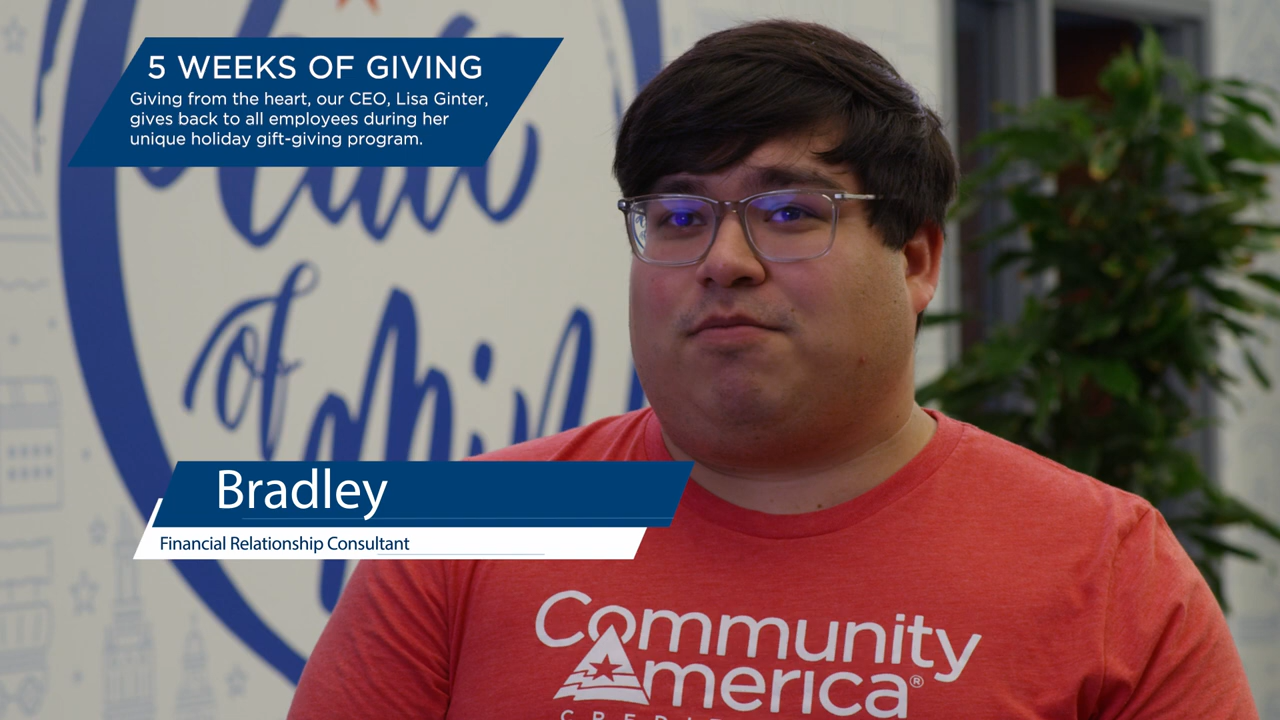 5 WEEKS OF GIVING
Giving from the heart, our CEO, Lisa Ginter,
gives back to all employees during her
unique holiday gift-giving program.
of
Bradley
Financial Relationship Consultant
Community
America®